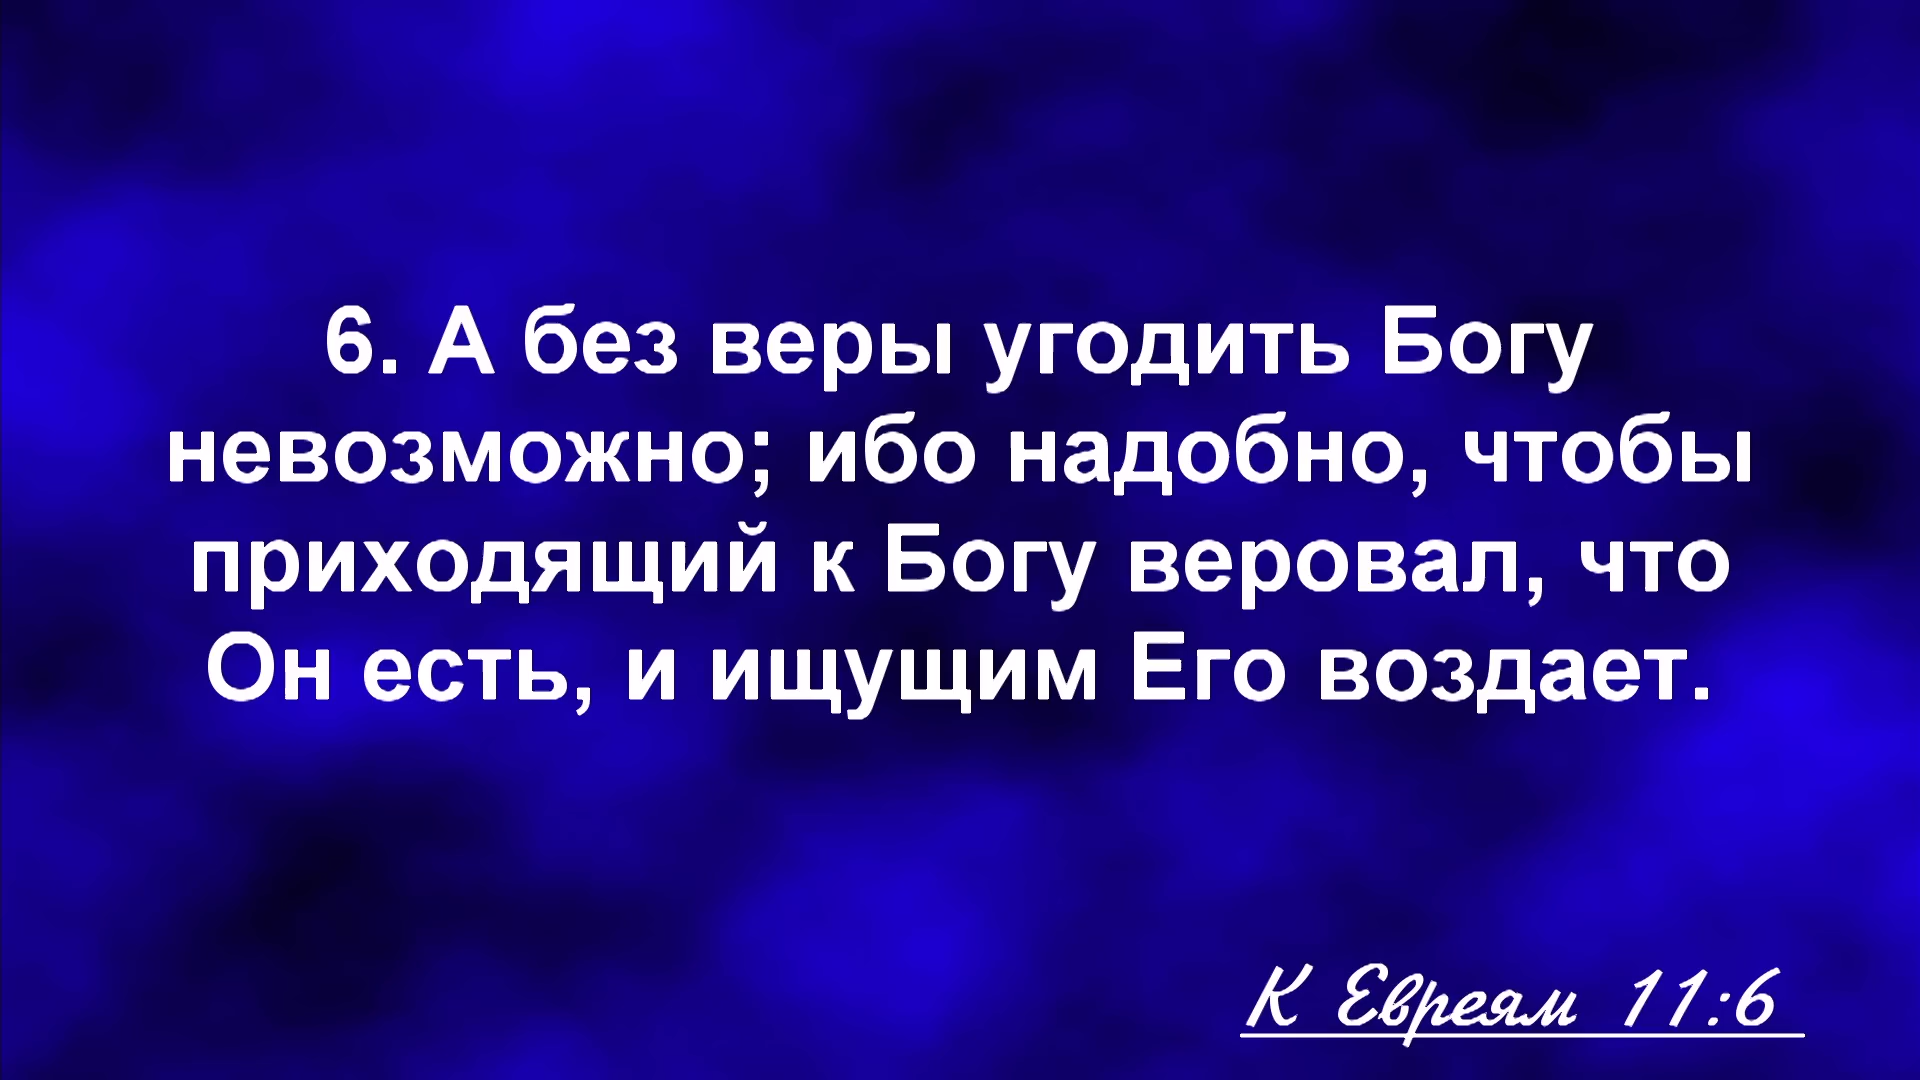 6. А без веры угодить Богу
невозможно; ибо надобно, чтобы
приходящий к Богу веровал, что
Он есть, и ищущим Его воздает.
К Евреям 11:6